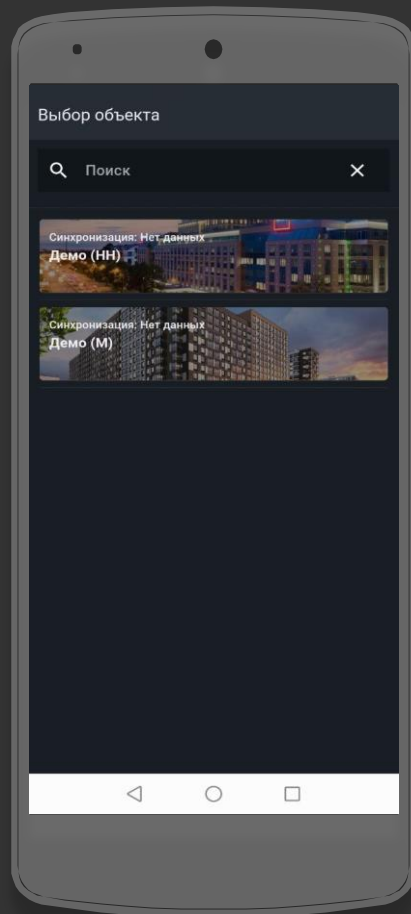 Выбор объекта
Поиск
Синхронизация: Нет данных
Демо (НН)
Синхронизация: Нет данных
Демо (М)